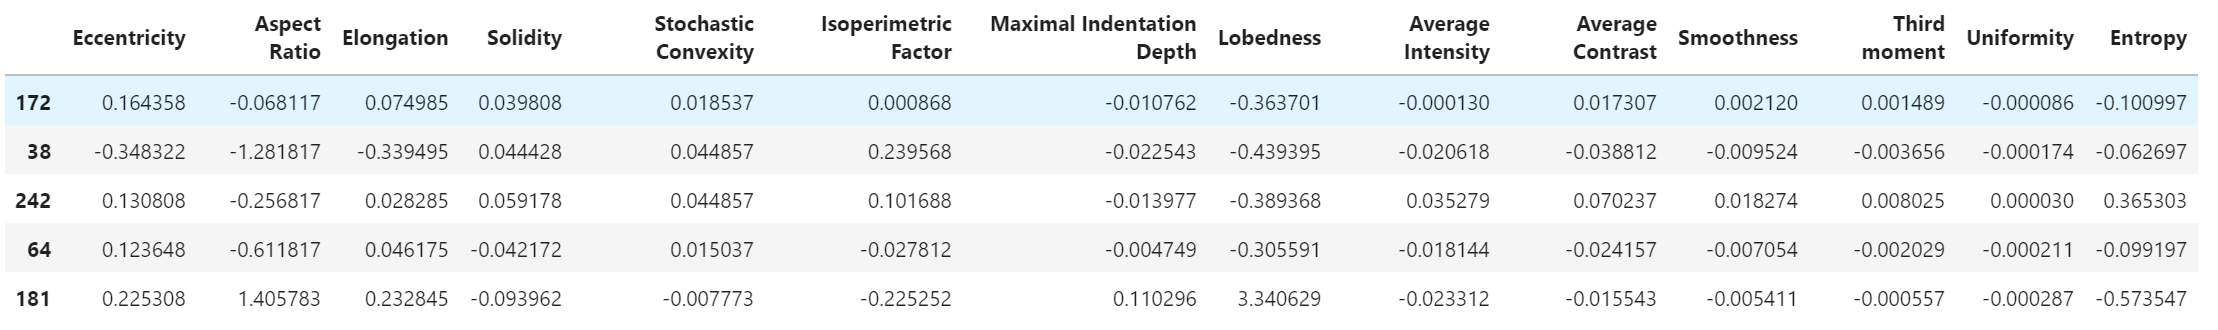 Eccentricity Aspect Ratio Elongation Solidity Stochastic Convexity Isoperimetric Factor Maximal Indentation Depth Lobedness Average Intensity Average Contrast Smoothness Third moment Uniformity Entropy
172 0.164358 -0.068117 0.074985 0.039808 0.018537 0.000868 -0.010762 -0.363701 -0.000130 0.017307 0.002120 0.001489 -0.000086 -0.100997
38 -0.348322 -1.281817 -0.339495 0.044428 0.044857 0.239568 -0.022543 -0.439395 -0.020618 -0.038812 -0.009524 -0.003656 -0.000174 -0.062697
242 0.130808 -0.256817 0.028285 0.059178 0.044857 0.101688 -0.013977 -0.389368 0.035279 0.070237 0.018274 0.008025 0.000030 0.365303
64 0.123648 -0.611817 0.046175 -0.042172 0.015037 -0.027812 -0.004749 -0.305591 -0.018144 -0.024157 -0.007054 -0.002029 -0.000211 -0.099197
181 0.225308 1.405783 0.232845 -0.093962 -0.007773 -0.225252 0.110296 3.340629 -0.023312 -0.015543 -0.005411 -0.000557 -0.000287 -0.573547